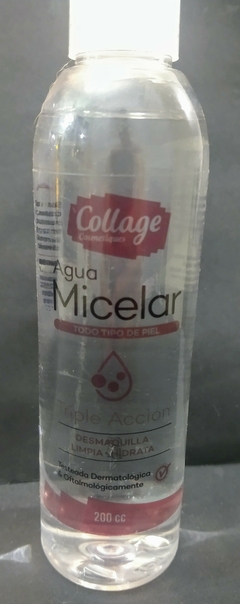 Collage
Cosmetiques
Agua
Micelar
TODO TIPO DE PIEL
Triple Acción
DESMAQUILLA
LIMPIA HIDRATA
Testeado Dermatológica
& Oftalmológicamente
200 cc